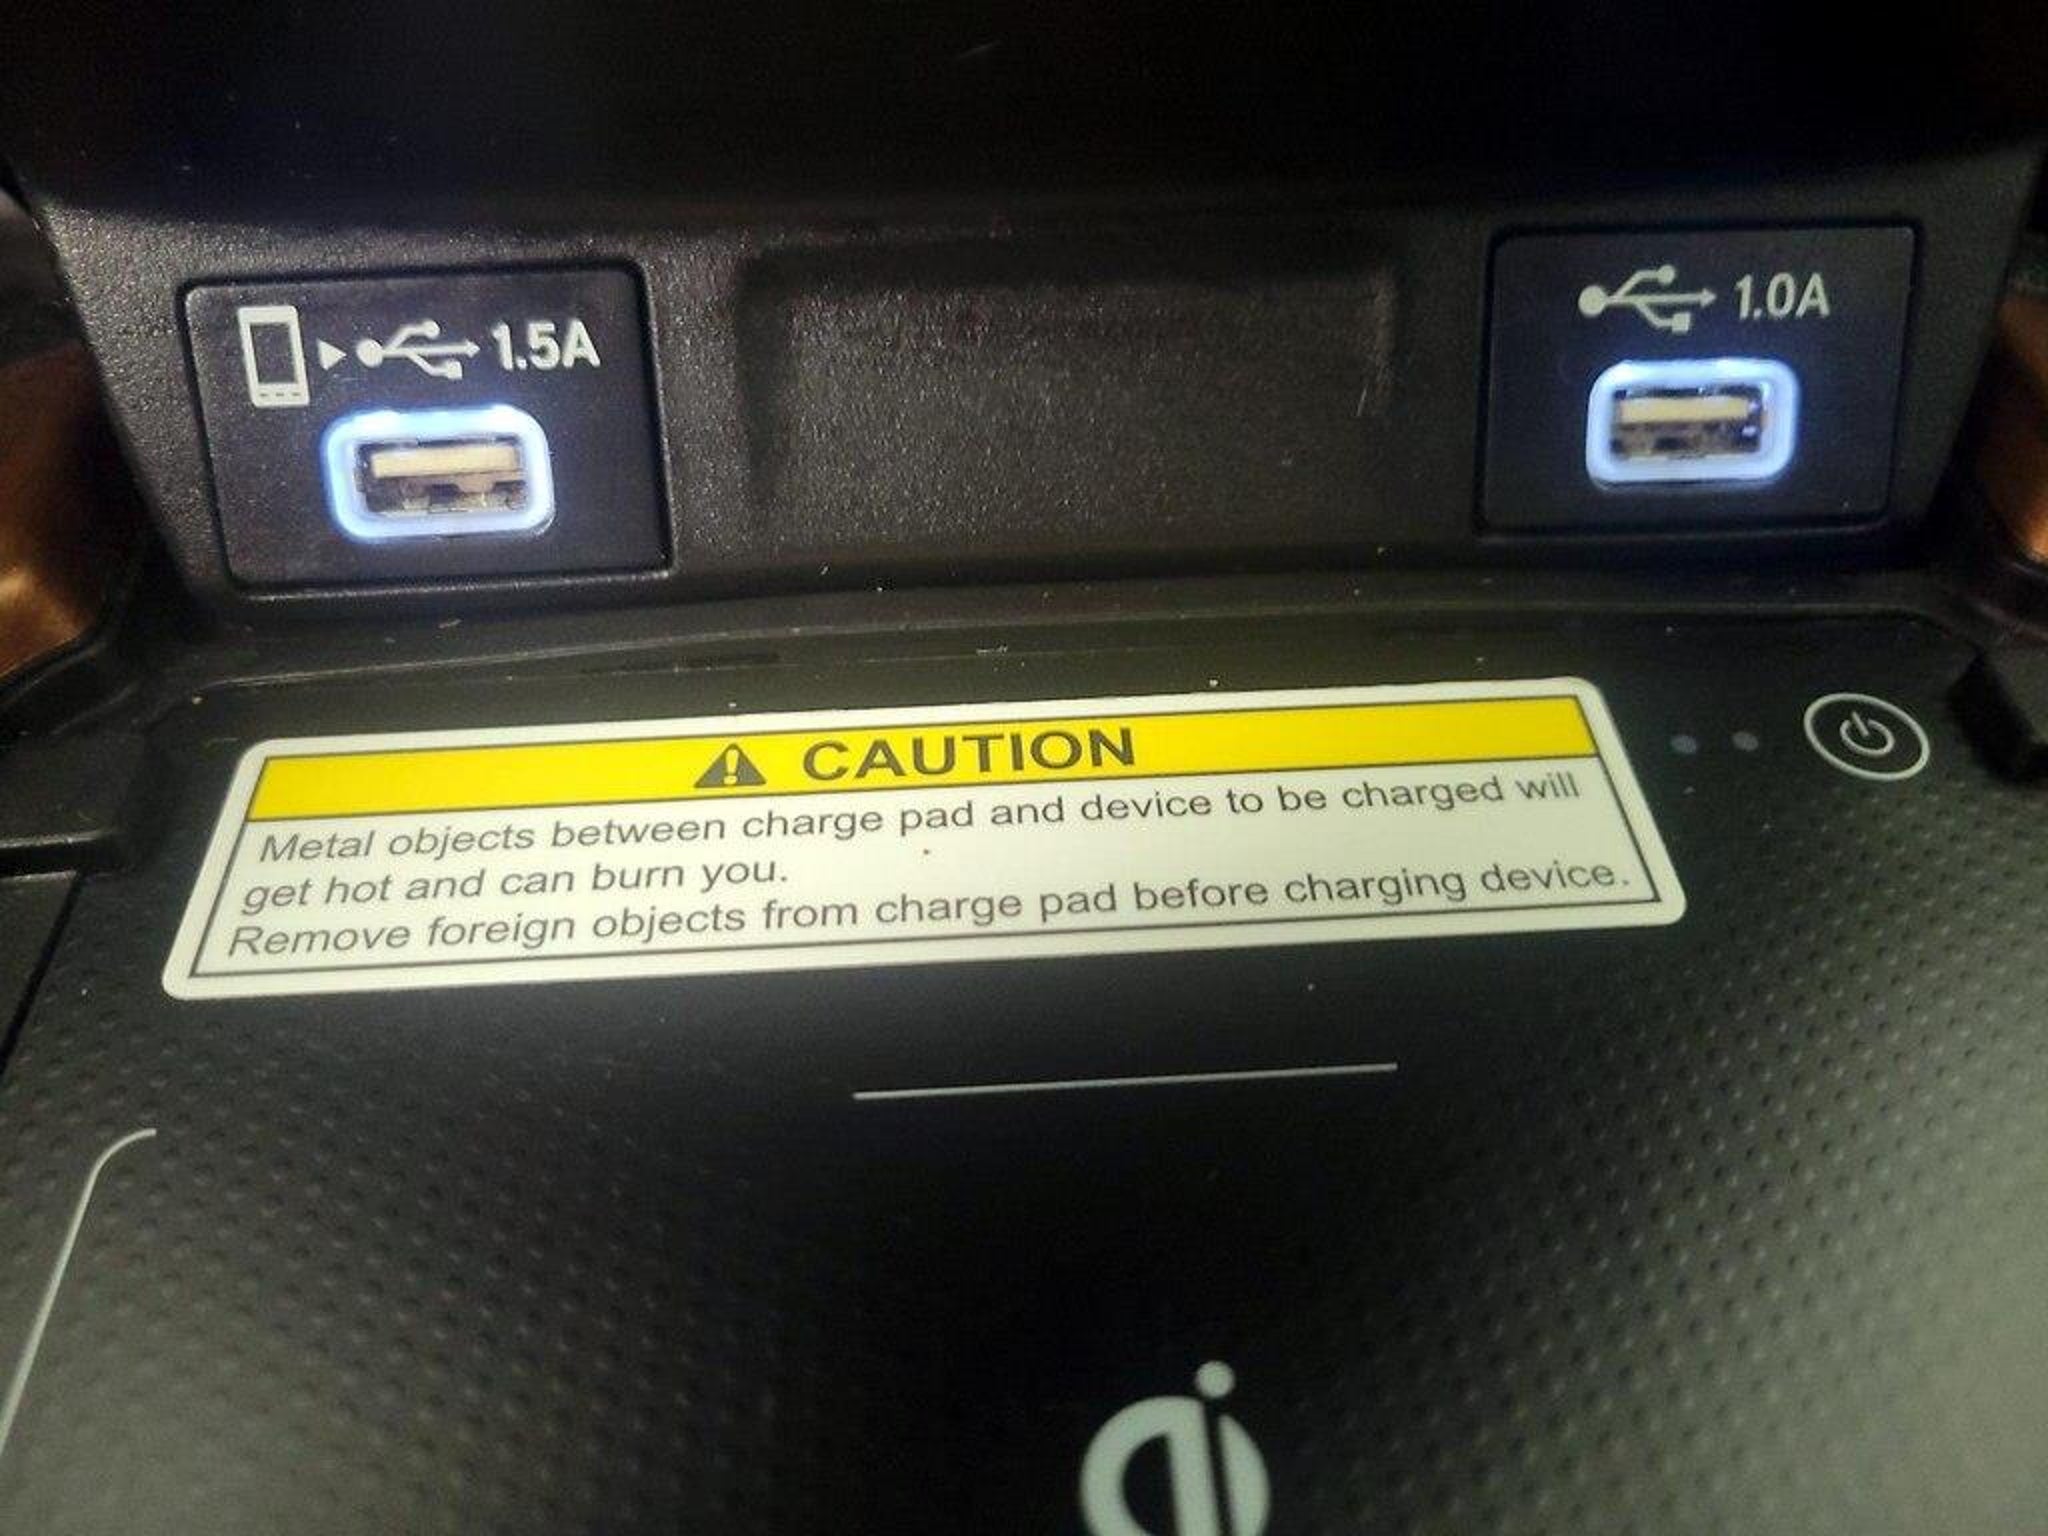 1.5A
1.0A
CAUTION
Metal objects between charge pad and device to be charged will
get hot and can burn you.
Remove foreign objects from charge pad before charging device.